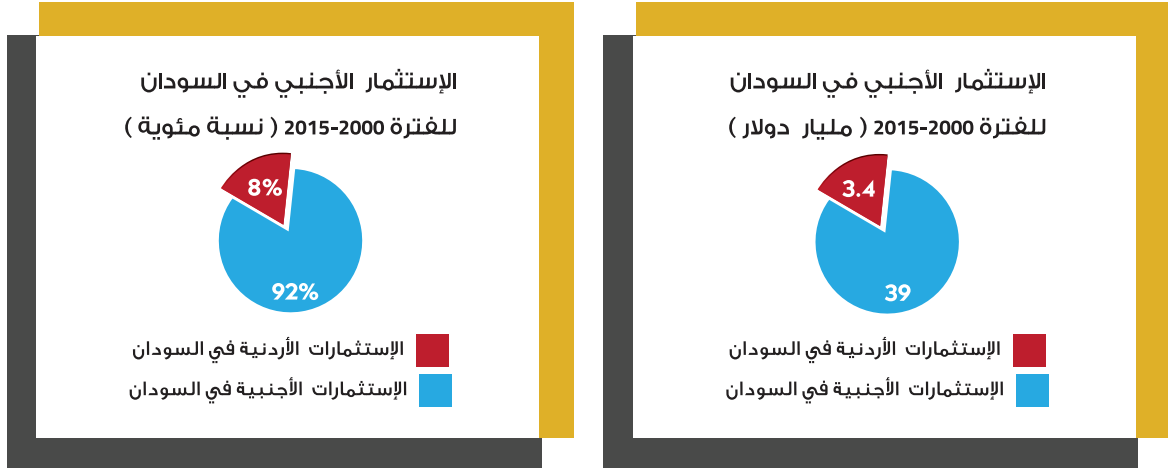 الإستثمار الأجنبي في السودان
للفترة 2000-2015 ( مليار دولار )
3.4
39
الإستثمارات الأردنية في السودان
الإستثمارات الأجنبية في السودان
الإستثمار الأجنبي في السودان
للفترة 2000-2015 ( نسبة مئوية )
8%
92%
الإستثمارات الأردنية في السودان
الإستثمارات الأجنبية في السودان